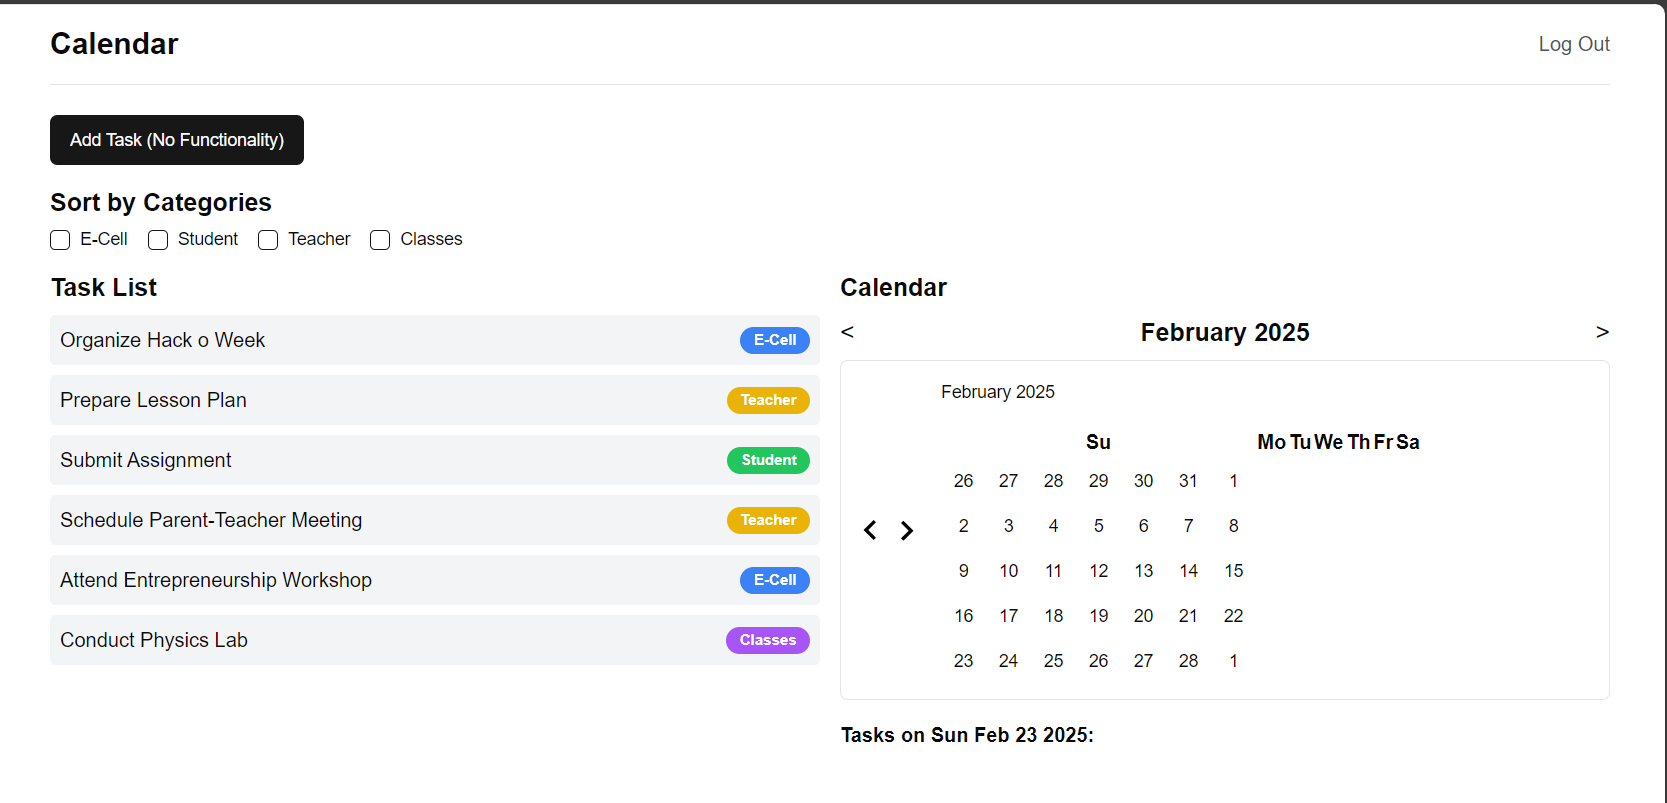 Calendar
Log Out
Add Task (No Functionality)
Sort by Categories
E-Cell Student Teacher Classes
Task List
Organize Hack o Week E-Cell
Prepare Lesson Plan Teacher
Submit Assignment Student
Schedule Parent-Teacher Meeting Teacher
Attend Entrepreneurship Workshop E-Cell
Conduct Physics Lab Classes
Calendar
< February 2025 >
February 2025
Su Mo Tu We Th Fr Sa
26 27 28 29 30 31 1
2 3 4 5 6 7 8
9 10 11 12 13 14 15
16 17 18 19 20 21 22
23 24 25 26 27 28 1
Tasks on Sun Feb 23 2025: